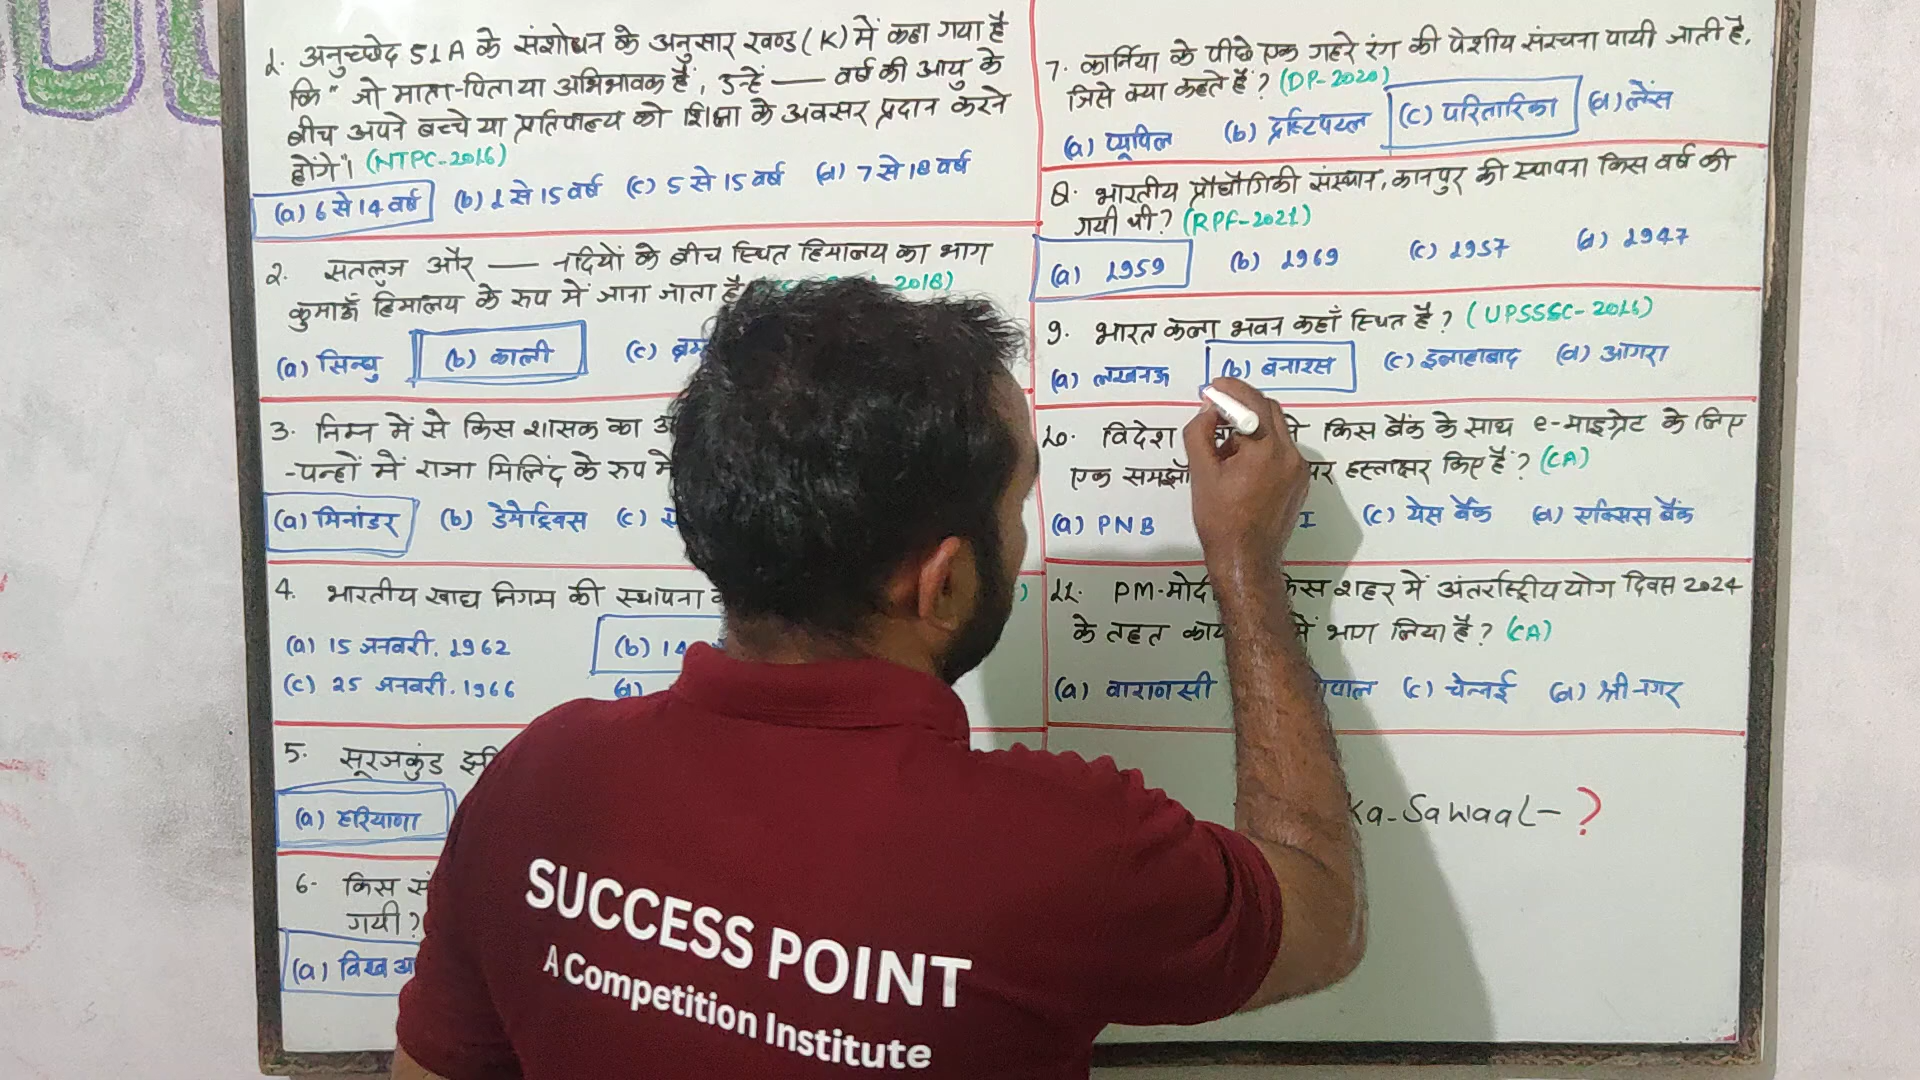 1. अनुच्छेद 51A के संशोधन के अनुसार खण्ड (K) में कहा गया है
कि " जो माता-पिता या अभिभावक हैं, उन्हें — वर्ष की आयु के
बीच अपने बच्चे या प्रतिपाल्य को शिक्षा के अवसर प्रदान करने
होंगे"। (NTPC-2016)
(a) 6 से 14 वर्ष (b) 1 से 15 वर्ष (c) 5 से 15 वर्ष (d) 7 से 18 वर्ष
2. सतलुज और — नदियों के बीच स्थित हिमालय का भाग
कुमाऊँ हिमालय के रूप में जाना जाता है 2018)
(a) सिन्धु (b) काली (c)
3. निम्न में से किस शासक का
-पन्हों में राजा मिलिंद के रूप में
(a) मिनांडर (b) डेमेट्रियस (c)
4. भारतीय खाद्य निगम की स्थापना )
(a) 15 जनवरी. 1962 (b) 14
(c) 25 जनवरी. 1966 (d)
5. सूरजकुंड
(a) हरियाणा
6- किस
गयी?
(a) विश्व
7. कार्निया के पीछे एक गहरे रंग की पेशीय संरचना पायी जाती है,
जिसे क्या कहते हैं? (DP-2020)
(a) प्यूपिल (b) दृष्टिपटल (c) परितारिका (d) लेंस
8. भारतीय प्रौद्यौगिकी संस्थान, कानपुर की स्थापना किस वर्ष की
गयी थी? (RPF-2021)
(a) 1959 (b) 1969 (c) 1957 (d) 1947
9. भारत कला भवन कहाँ स्थित है? (UPSSSC-2016)
(a) लखनऊ (b) बनारस (c) इलाहाबाद (d) आगरा
10. विदेश ने किस बैंक के साथ e-माइग्रेट के लिए
एक पर हस्ताक्षर किए हैं? (CA)
(a) PNB I (c) येस बैंक (d) एक्सिस बैंक
11. PM-मोदी शहर में अंतर्राष्ट्रीय योग दिवस 2024
के तहत में भाग लिया है? (CA)
(a) वाराणसी (c) चेन्नई (d) श्रीनगर
Ka-Sawaal-?
SUCCESS POINT
A Competition Institute